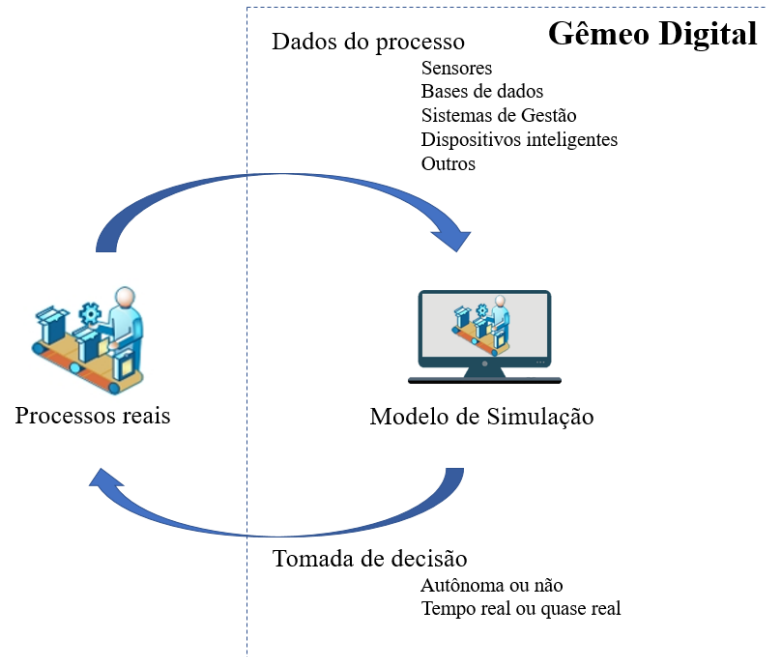 Gêmeo Digital
Dados do processo
Sensores
Bases de dados
Sistemas de Gestão
Dispositivos inteligentes
Outros
Processos reais
Modelo de Simulação
Tomada de decisão
Autônoma ou não
Tempo real ou quase real